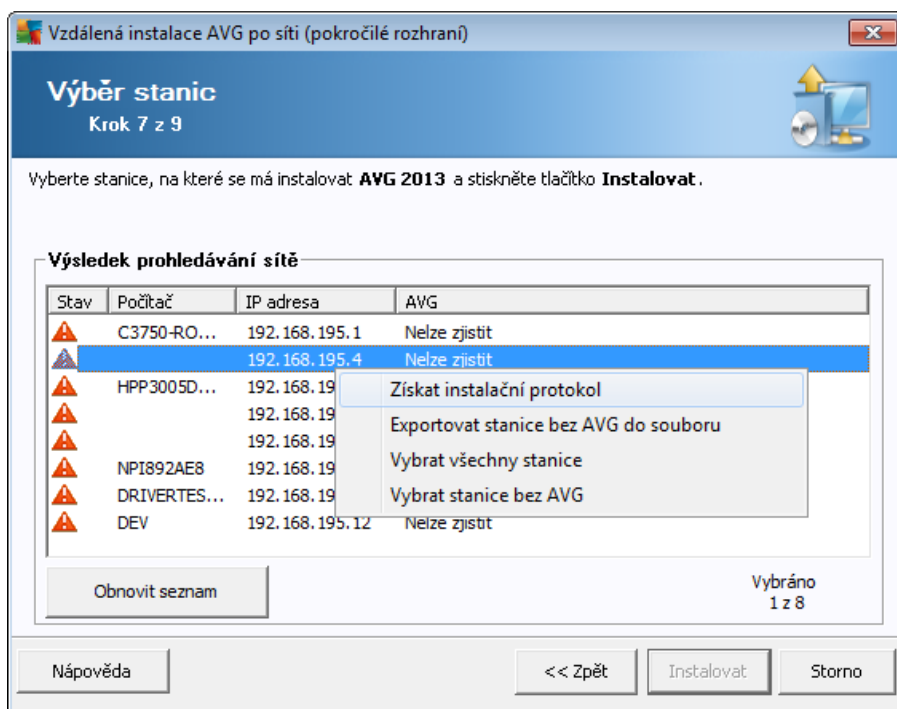 Vzdálená instalace AVG po síti (pokročilé rozhraní)
Výběr stanic
Krok 7 z 9
Vyberte stanice, na které se má instalovat AVG 2013 a stiskněte tlačítko Instalovat.
Výsledek prohledávání sítě
Stav Počítač IP adresa AVG
C3750-RO... 192.168.195.1 Nelze zjistit
192.168.195.4 Nelze zjistit
HPP3005D... 192.168.19
192.168.19
192.168.19
NPI892AE8 192.168.19
DRIVERTES... 192.168.19
DEV 192.168.195.12 Nelze zjistit
Získat instalační protokol
Exportovat stanice bez AVG do souboru
Vybrat všechny stanice
Vybrat stanice bez AVG
Obnovit seznam
Vybráno
1 z 8
Nápověda
<< Zpět
Instalovat
Storno